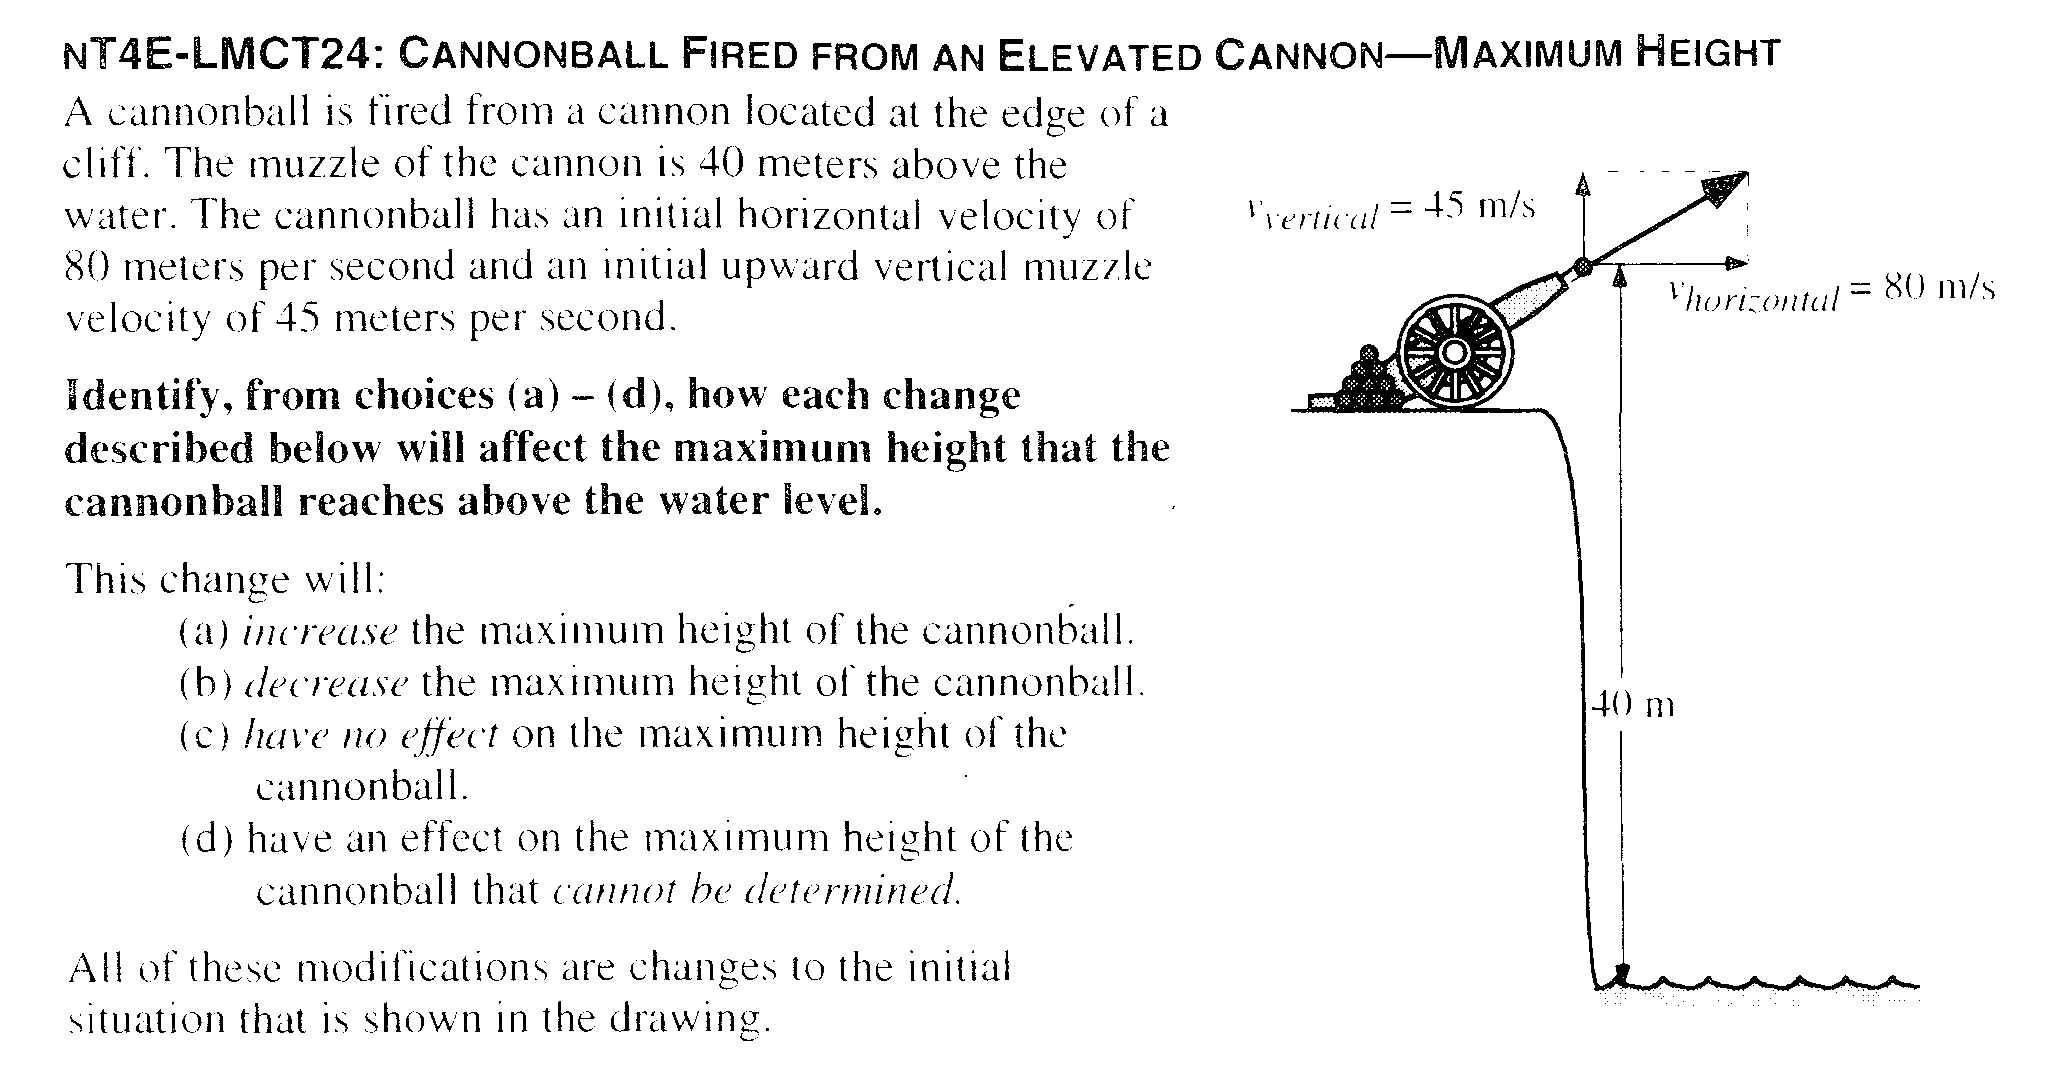 nT4E-LMCT24: CANNONBALL FIRED FROM AN ELEVATED CANNON—MAXIMUM HEIGHT
A cannonball is fired from a cannon located at the edge of a
cliff. The muzzle of the cannon is 40 meters above the
water. The cannonball has an initial horizontal velocity of
80 meters per second and an initial upward vertical muzzle
velocity of 45 meters per second.
Identify, from choices (a) – (d), how each change
described below will affect the maximum height that the
cannonball reaches above the water level.
This change will:
(a) increase the maximum height of the cannonball.
(b) decrease the maximum height of the cannonball.
(c) have no effect on the maximum height of the
cannonball.
(d) have an effect on the maximum height of the
cannonball that cannot be determined.
All of these modifications are changes to the initial
situation that is shown in the drawing.
vvertical = 45 m/s
vhorizontal = 80 m/s
40 m